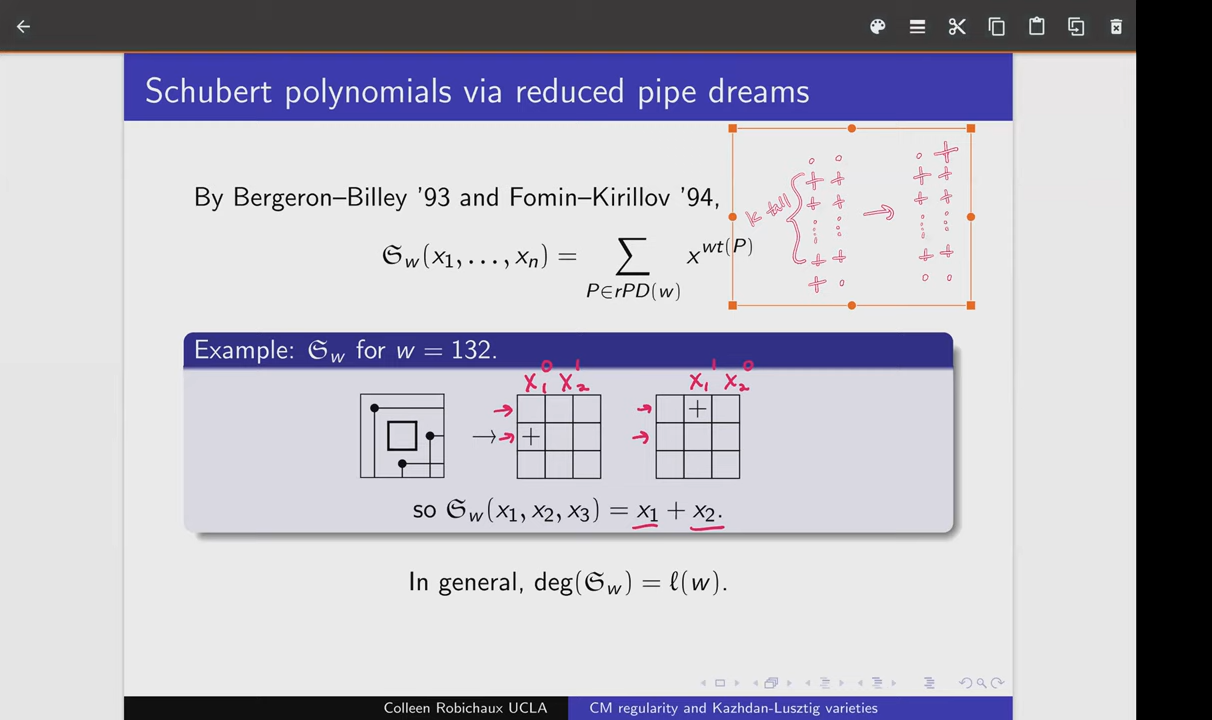 Schubert polynomials via reduced pipe dreams
By Bergeron–Billey '93 and Fomin–Kirillov '94,
𝔖w(x1, ..., xn) = ∑ x^wt(P)
P∈rPD(w)
k tall
Example: 𝔖w for w = 132.
x1^0 x2^1
x1^1 x2^0
so 𝔖w(x1, x2, x3) = x1 + x2.
In general, deg(𝔖w) = ℓ(w).
Colleen Robichaux UCLA
CM regularity and Kazhdan-Lusztig varieties